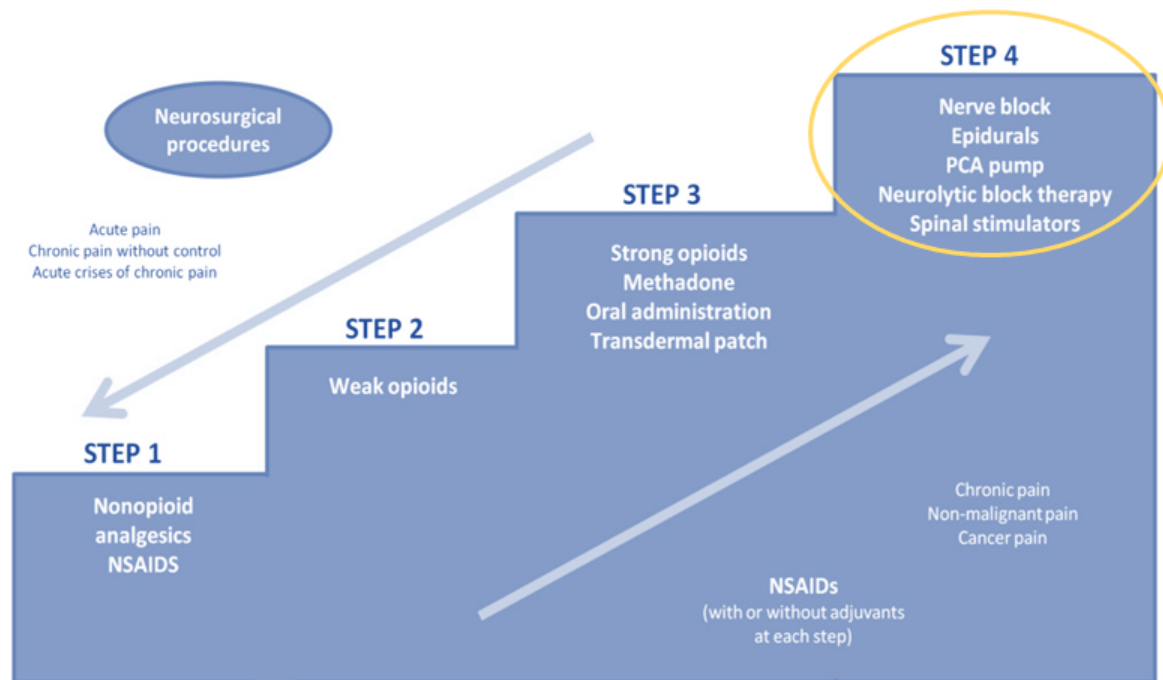 STEP 4
Nerve block
Epidurals
PCA pump
Neurolytic block therapy
Spinal stimulators
Neurosurgical
procedures
Acute pain
Chronic pain without control
Acute crises of chronic pain
STEP 3
Strong opioids
Methadone
Oral administration
Transdermal patch
STEP 2
Weak opioids
STEP 1
Nonopioid
analgesics
NSAIDS
Chronic pain
Non-malignant pain
Cancer pain
NSAIDs
(with or without adjuvants
at each step)